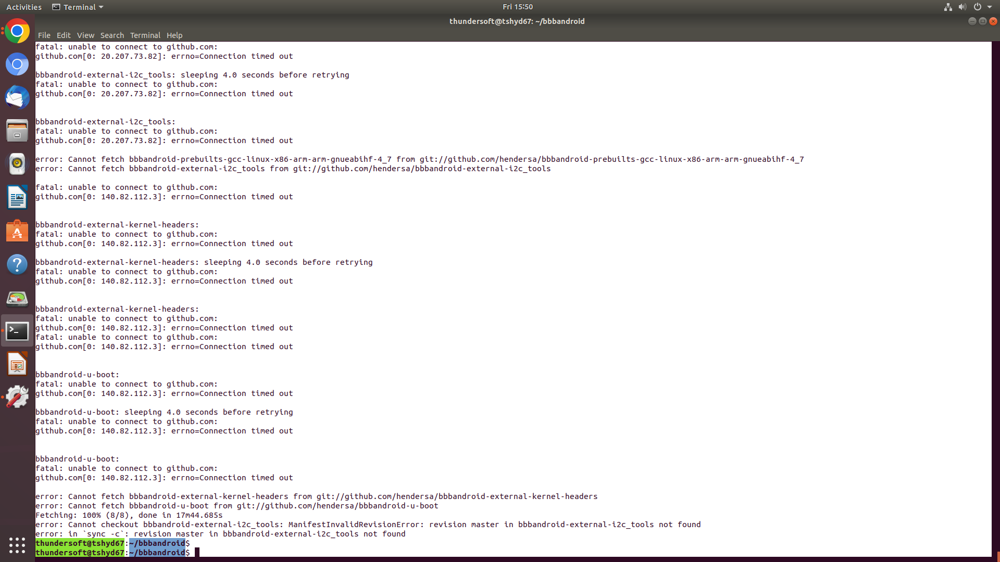 Activities
Terminal
Fri 15:50
thundersoft@tshyd67: ~/bbbandroid
File Edit View Search Terminal Help
fatal: unable to connect to github.com:
github.com[0: 20.207.73.82]: errno=Connection timed out
bbbandroid-external-i2c_tools: sleeping 4.0 seconds before retrying
fatal: unable to connect to github.com:
github.com[0: 20.207.73.82]: errno=Connection timed out
bbbandroid-external-i2c_tools:
fatal: unable to connect to github.com:
github.com[0: 20.207.73.82]: errno=Connection timed out
error: Cannot fetch bbbandroid-prebuilts-gcc-linux-x86-arm-arm-gnueabihf-4_7 from git://github.com/hendersa/bbbandroid-prebuilts-gcc-linux-x86-arm-arm-gnueabihf-4_7
error: Cannot fetch bbbandroid-external-i2c_tools from git://github.com/hendersa/bbbandroid-external-i2c_tools
fatal: unable to connect to github.com:
github.com[0: 140.82.112.3]: errno=Connection timed out
bbbandroid-external-kernel-headers:
fatal: unable to connect to github.com:
github.com[0: 140.82.112.3]: errno=Connection timed out
bbbandroid-external-kernel-headers: sleeping 4.0 seconds before retrying
fatal: unable to connect to github.com:
github.com[0: 140.82.112.3]: errno=Connection timed out
bbbandroid-external-kernel-headers:
fatal: unable to connect to github.com:
github.com[0: 140.82.112.3]: errno=Connection timed out
fatal: unable to connect to github.com:
github.com[0: 140.82.112.3]: errno=Connection timed out
bbbandroid-u-boot:
fatal: unable to connect to github.com:
github.com[0: 140.82.112.3]: errno=Connection timed out
bbbandroid-u-boot: sleeping 4.0 seconds before retrying
fatal: unable to connect to github.com:
github.com[0: 140.82.112.3]: errno=Connection timed out
bbbandroid-u-boot:
fatal: unable to connect to github.com:
github.com[0: 140.82.112.3]: errno=Connection timed out
error: Cannot fetch bbbandroid-external-kernel-headers from git://github.com/hendersa/bbbandroid-external-kernel-headers
error: Cannot fetch bbbandroid-u-boot from git://github.com/hendersa/bbbandroid-u-boot
Fetching: 100% (8/8), done in 17m44.685s
error: Cannot checkout bbbandroid-external-i2c_tools: ManifestInvalidRevisionError: revision master in bbbandroid-external-i2c_tools not found
error: in `sync -c`: revision master in bbbandroid-external-i2c_tools not found
thundersoft@tshyd67:~/bbbandroid$
thundersoft@tshyd67:~/bbbandroid$